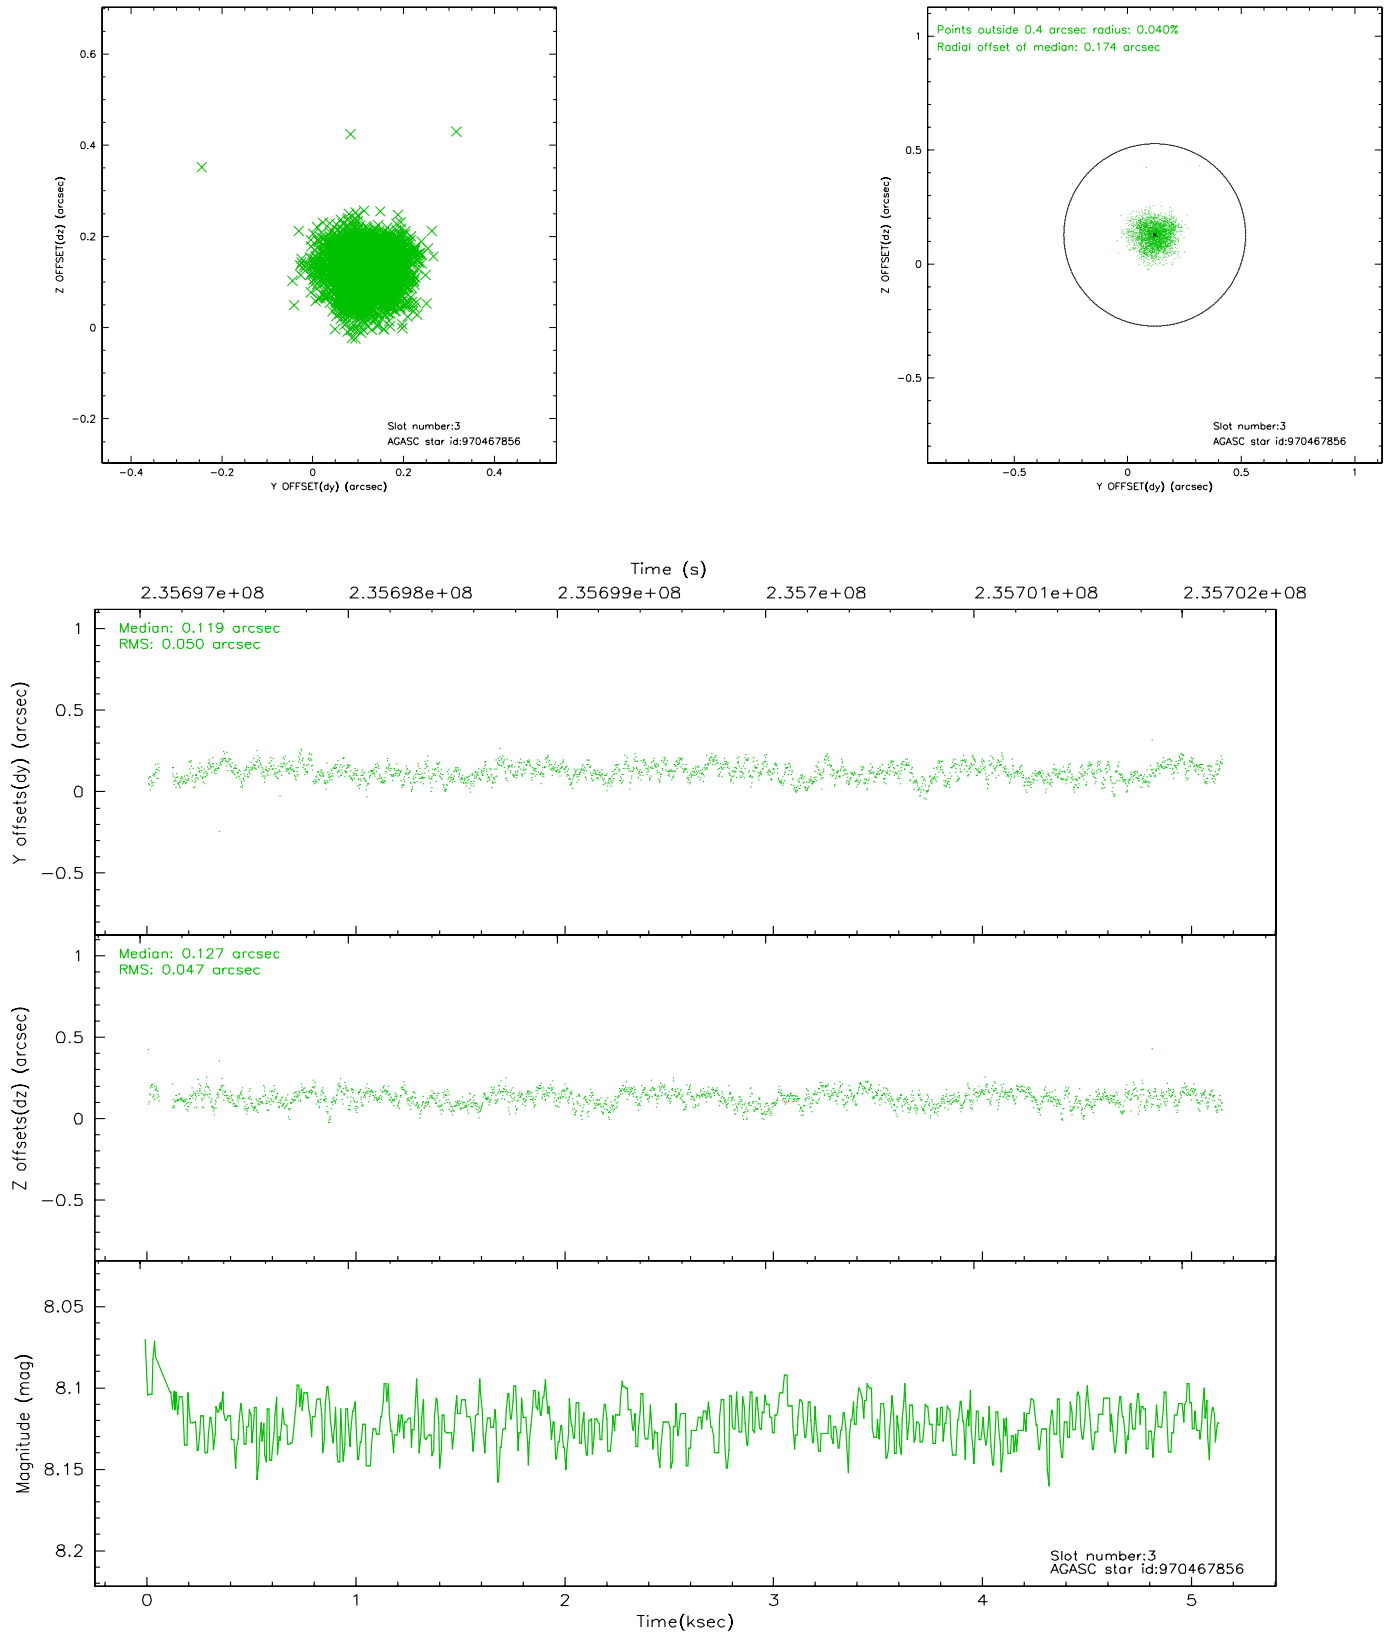 0.6
0.4
0.2
0
−0.2
Z OFFSET(dz) (arcsec)
Slot number:3
AGASC star id:970467856
−0.4 −0.2 0 0.2 0.4
Y OFFSET(dy) (arcsec)
Points outside 0.4 arcsec radius: 0.040%
Radial offset of median: 0.174 arcsec
1
0.5
0
−0.5
Z OFFSET(dz) (arcsec)
Slot number:3
AGASC star id:970467856
−0.5 0 0.5 1
Y OFFSET(dy) (arcsec)
Time (s)
2.35697e+08 2.35698e+08 2.35699e+08 2.357e+08 2.35701e+08 2.35702e+08
Median: 0.119 arcsec
RMS: 0.050 arcsec
1
0.5
0
−0.5
Y offsets(dy) (arcsec)
Median: 0.127 arcsec
RMS: 0.047 arcsec
1
0.5
0
−0.5
Z offsets(dz) (arcsec)
8.05
8.1
8.15
8.2
Magnitude (mag)
Slot number:3
AGASC star id:970467856
0 1 2 3 4 5
Time(ksec)